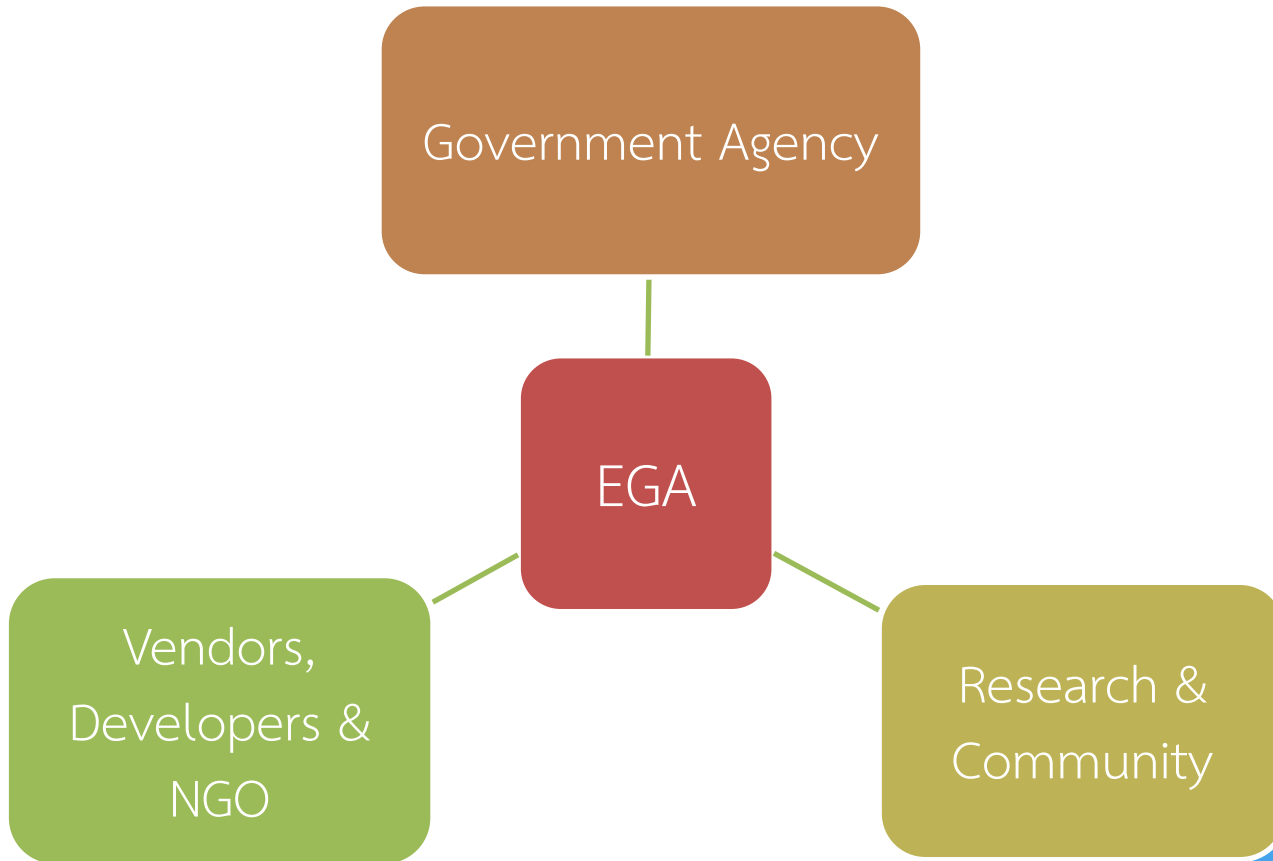 Government Agency
EGA
Vendors,
Developers &
NGO
Research &
Community